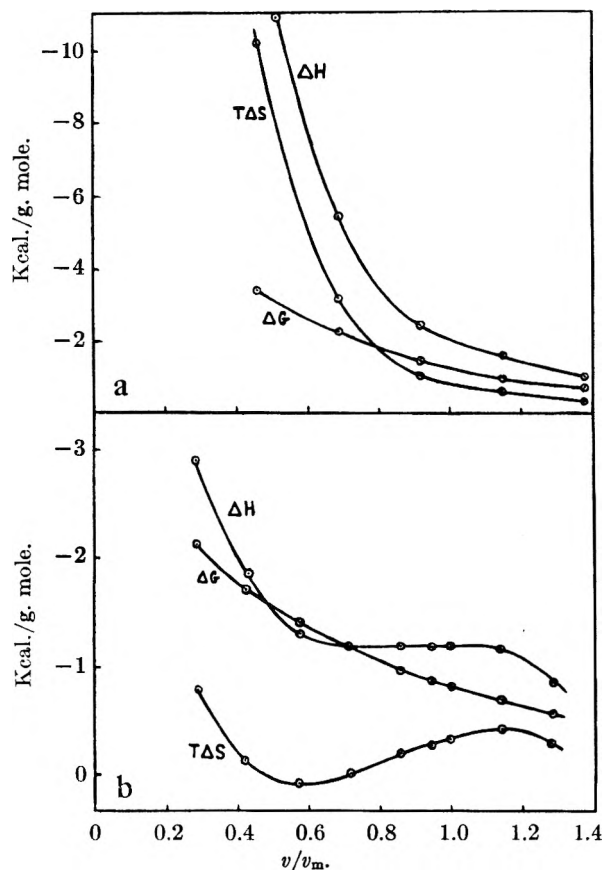 Kcal./g. mole.
−10
−8
−6
−4
−2
ΔH
TΔS
ΔG
a
Kcal./g. mole.
−3
−2
−1
0
ΔH
ΔG
TΔS
b
0 0.2 0.4 0.6 0.8 1.0 1.2 1.4
v/vm.